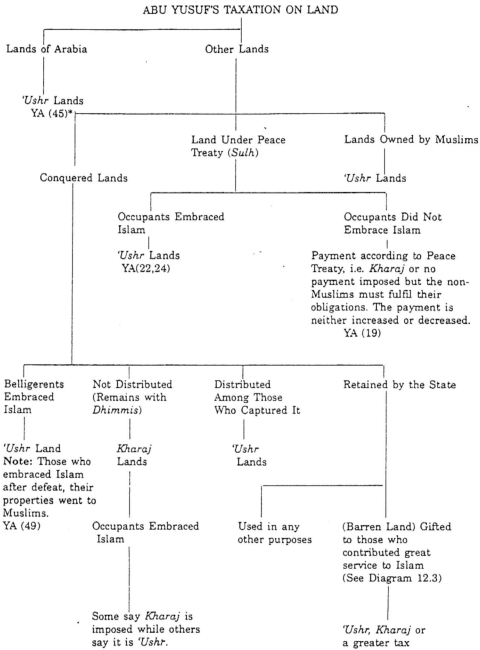 ABU YUSUF'S TAXATION ON LAND
Lands of Arabia
Other Lands
'Ushr Lands
YA (45)*
Land Under Peace
Treaty (Sulh)
Lands Owned by Muslims
Conquered Lands
'Ushr Lands
Occupants Embraced
Islam
Occupants Did Not
Embrace Islam
'Ushr Lands
YA(22,24)
Payment according to Peace
Treaty, i.e. Kharaj or no
payment imposed but the non-
Muslims must fulfil their
obligations. The payment is
neither increased or decreased.
YA (19)
Belligerents
Embraced
Islam
Not Distributed
(Remains with
Dhimmis)
Distributed
Among Those
Who Captured It
Retained by the State
'Ushr Land
Note: Those who
embraced Islam
after defeat, their
properties went to
Muslims.
YA (49)
Kharaj
Lands
'Ushr
Lands
Occupants Embraced
Islam
Used in any
other purposes
(Barren Land) Gifted
to those who
contributed great
service to Islam
(See Diagram 12.3)
Some say Kharaj is
imposed while others
say it is 'Ushr.
'Ushr, Kharaj or
a greater tax